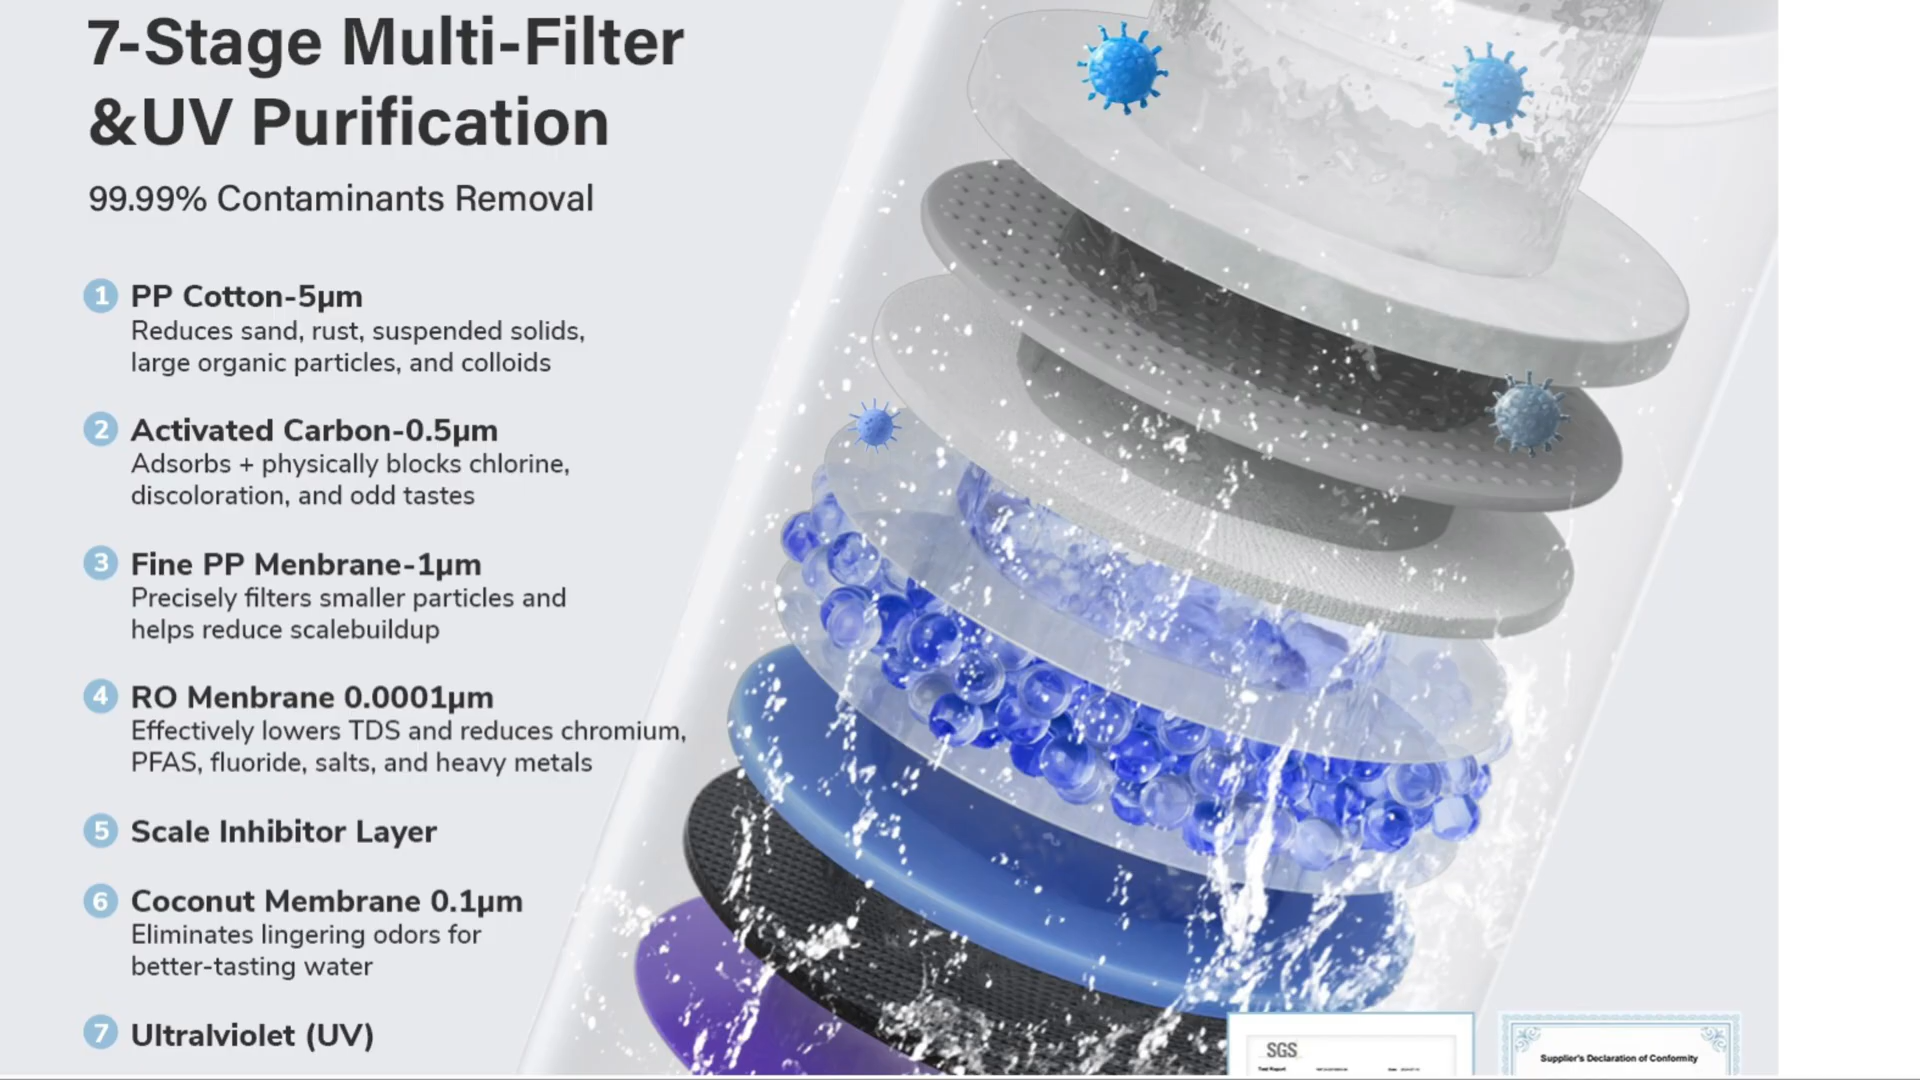 7-Stage Multi-Filter
&UV Purification
99.99% Contaminants Removal
1 PP Cotton-5μm
Reduces sand, rust, suspended solids,
large organic particles, and colloids
2 Activated Carbon-0.5μm
Adsorbs + physically blocks chlorine,
discoloration, and odd tastes
3 Fine PP Menbrane-1μm
Precisely filters smaller particles and
helps reduce scalebuildup
4 RO Menbrane 0.0001μm
Effectively lowers TDS and reduces chromium,
PFAS, fluoride, salts, and heavy metals
5 Scale Inhibitor Layer
6 Coconut Membrane 0.1μm
Eliminates lingering odors for
better-tasting water
7 Ultralviolet (UV)
SGS
Test Report
Supplier's Declaration of Conformity